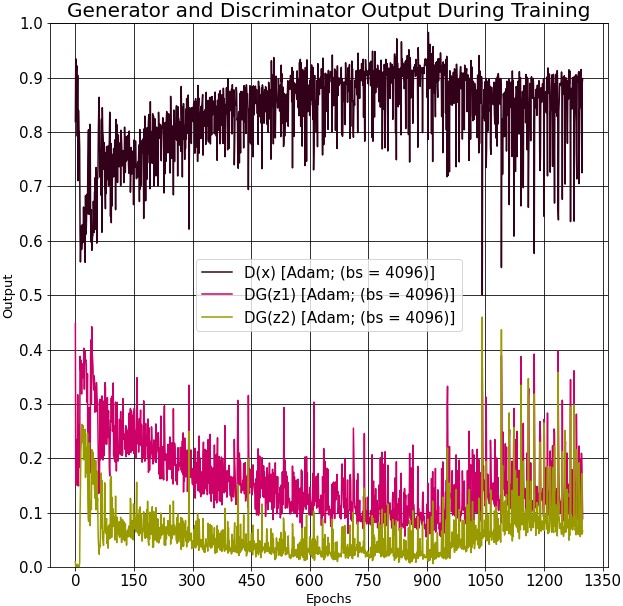 Generator and Discriminator Output During Training
1.0
0.9
0.8
0.7
0.6
0.5
0.4
0.3
0.2
0.1
0.0
Output
D(x) [Adam; (bs = 4096)]
DG(z1) [Adam; (bs = 4096)]
DG(z2) [Adam; (bs = 4096)]
0 150 300 450 600 750 900 1050 1200 1350
Epochs